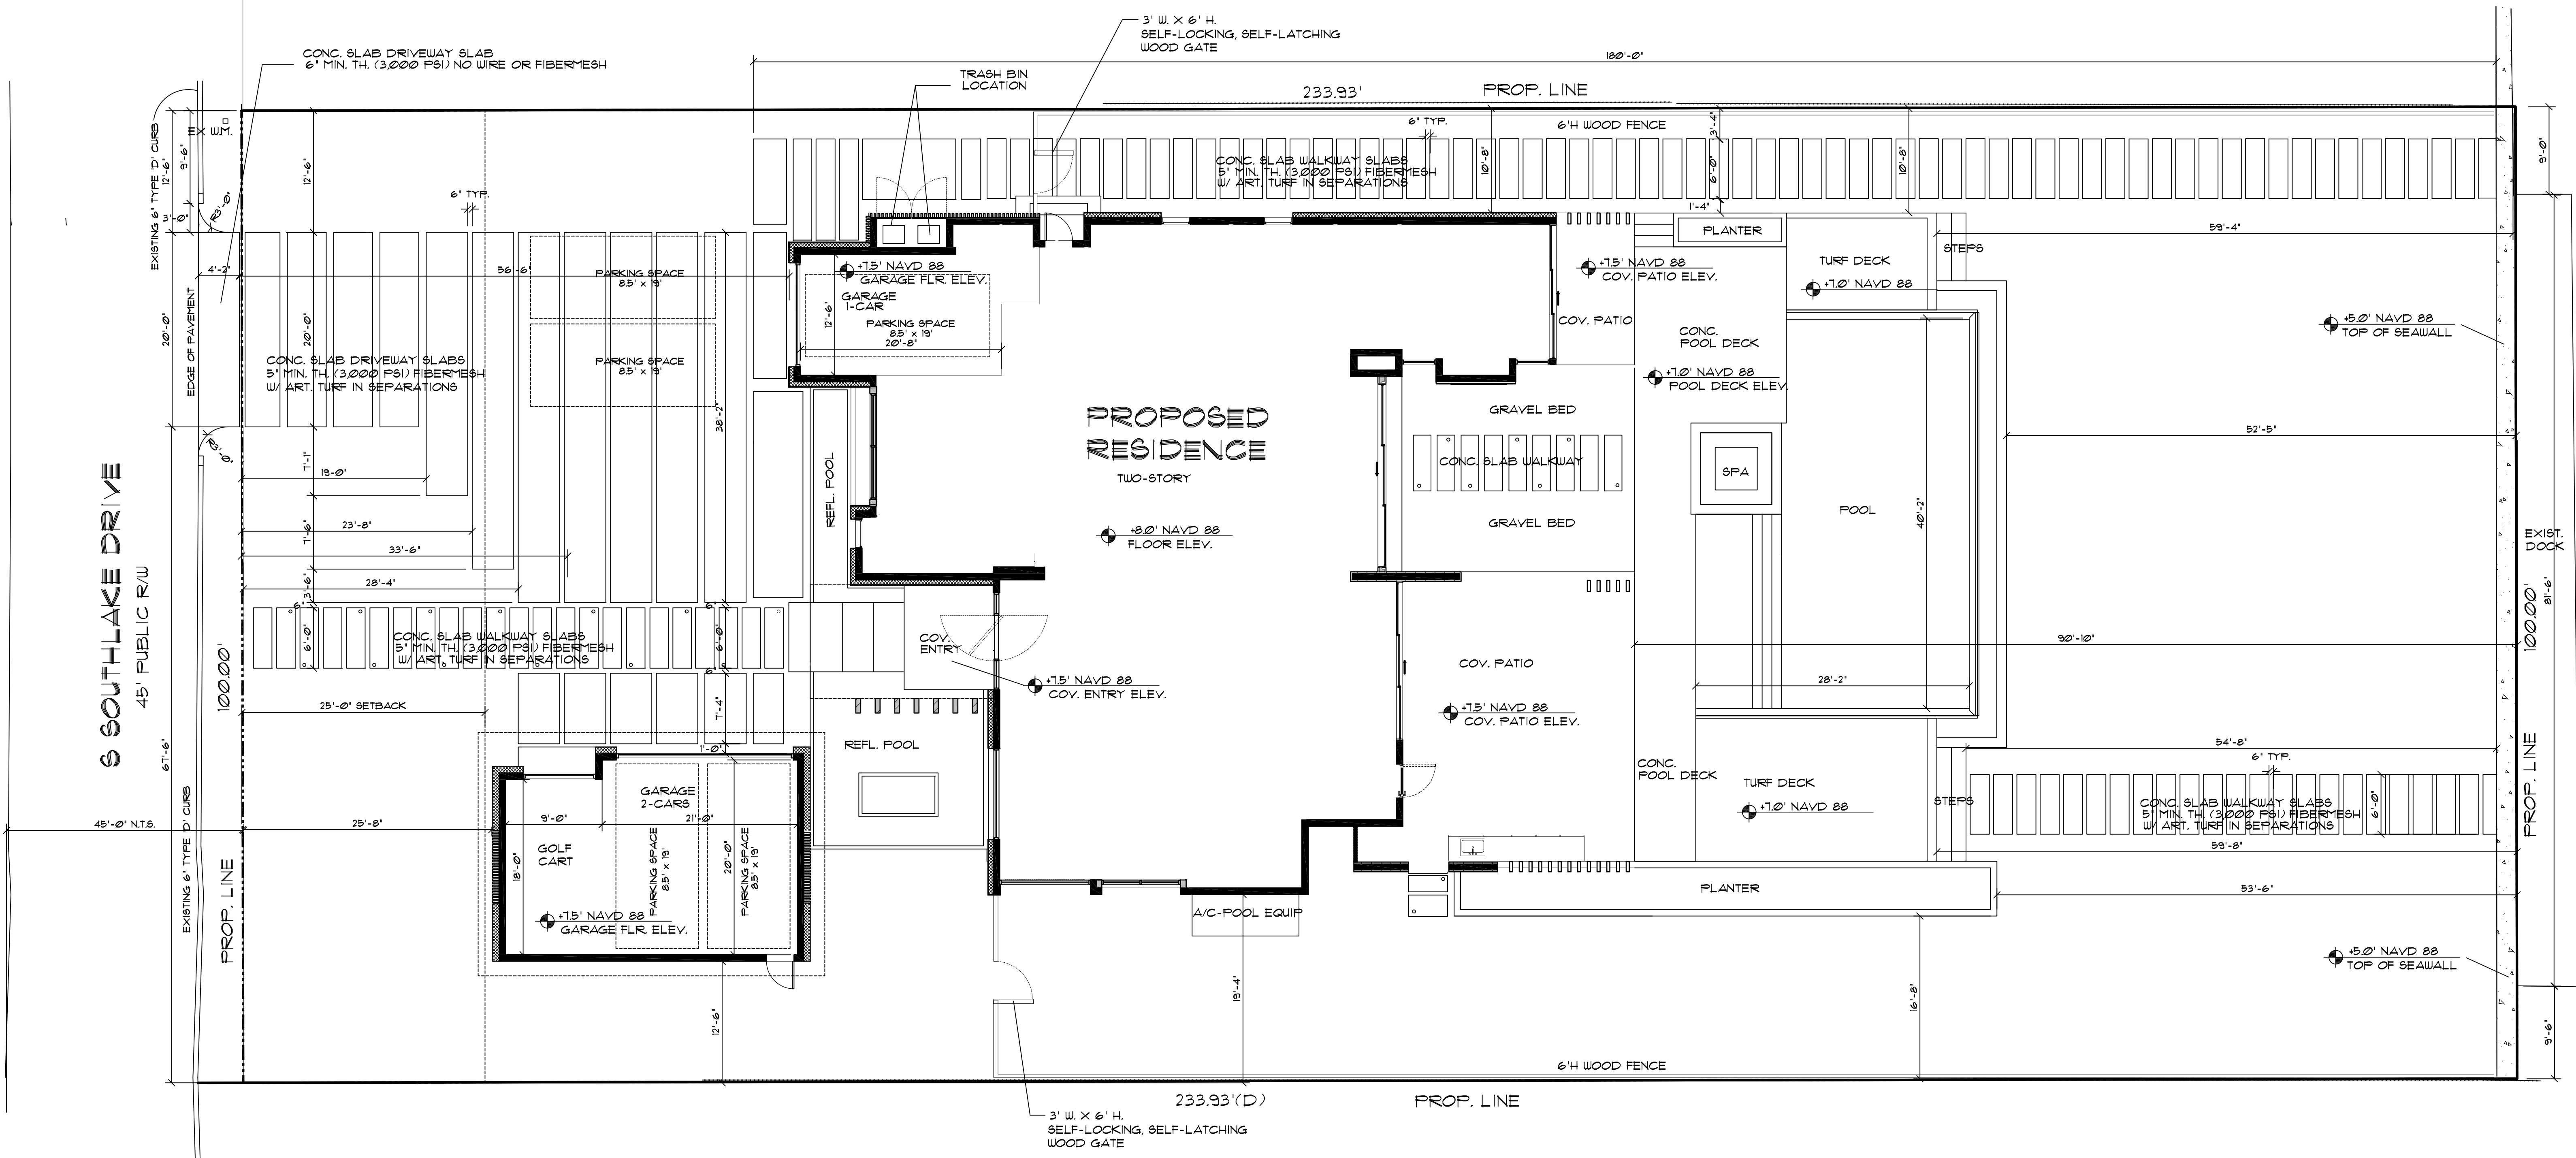 3' W. X 6' H.
SELF-LOCKING, SELF-LATCHING
WOOD GATE
CONC. SLAB DRIVEWAY SLAB
6" MIN. TH. (3,000 PSI) NO WIRE OR FIBERMESH
180'-0"
TRASH BIN
LOCATION
233.93'
PROP. LINE
EX W.M.
6" TYP.
6'H WOOD FENCE
3'-4"
9'-0"
EXISTING 6" TYPE 'D' CURB
12'-6"
9'-6"
12'-6"
10'-8"
6'-0"
10'-8"
CONC. SLAB WALKWAY SLABS
5" MIN. TH. (3,000 PSI) FIBERMESH
W/ ART. TURF IN SEPARATIONS
6" TYP.
3'-0"
R3'-0"
1'-4"
PLANTER
59'-4"
STEPS
4'-2"
56'-6"
PARKING SPACE
8.5' x 19'
+7.5' NAVD 88
GARAGE FLR. ELEV.
GARAGE
1-CAR
12'-6"
PARKING SPACE
8.5' x 19'
20'-8"
+7.5' NAVD 88
COV. PATIO ELEV.
COV. PATIO
TURF DECK
+7.0' NAVD 88
CONC.
POOL DECK
+5.0' NAVD 88
TOP OF SEAWALL
EDGE OF PAVEMENT
20'-0"
20'-0"
PARKING SPACE
8.5' x 19'
CONC. SLAB DRIVEWAY SLABS
5" MIN. TH. (3,000 PSI) FIBERMESH
W/ ART. TURF IN SEPARATIONS
+7.0' NAVD 88
POOL DECK ELEV.
38'-2"
PROPOSED
RESIDENCE
TWO-STORY
GRAVEL BED
52'-5"
R3'-0"
7'-1"
19'-0"
REFL. POOL
CONC. SLAB WALKWAY
SPA
POOL
40'-2"
23'-8"
7'-6"
GRAVEL BED
+8.0' NAVD 88
FLOOR ELEV.
EXIST.
DOCK
33'-6"
28'-4"
3'-6"
6"
6"
S SOUTHLAKE DRIVE
45' PUBLIC R/W
100.00'
100.00'
81'-6"
6'-0"
CONC. SLAB WALKWAY SLABS
5" MIN. TH. (3,000 PSI) FIBERMESH
W/ ART. TURF IN SEPARATIONS
6'-0"
6"
COV.
ENTRY
90'-10"
COV. PATIO
+7.5' NAVD 88
COV. ENTRY ELEV.
28'-2"
25'-0" SETBACK
7'-4"
+7.5' NAVD 88
COV. PATIO ELEV.
67'-6"
1'-0"
REFL. POOL
54'-8"
6" TYP.
CONC.
POOL DECK
TURF DECK
+7.0' NAVD 88
STEPS
CONC. SLAB WALKWAY SLABS
5" MIN. TH. (3,000 PSI) FIBERMESH
W/ ART. TURF IN SEPARATIONS
6'-0"
PROP. LINE
GARAGE
2-CARS
45'-0" N.T.S.
25'-8"
9'-0"
21'-0"
GOLF
CART
18'-0"
PARKING SPACE
8.5' x 19'
20'-0"
PARKING SPACE
8.5' x 19'
59'-8"
EXISTING 6" TYPE 'D' CURB
PROP. LINE
PLANTER
53'-6"
+7.5' NAVD 88
GARAGE FLR. ELEV.
A/C-POOL EQUIP
+5.0' NAVD 88
TOP OF SEAWALL
12'-6"
19'-4"
16'-8"
9'-6"
6'H WOOD FENCE
233.93'(D)
PROP. LINE
3' W. X 6' H.
SELF-LOCKING, SELF-LATCHING
WOOD GATE